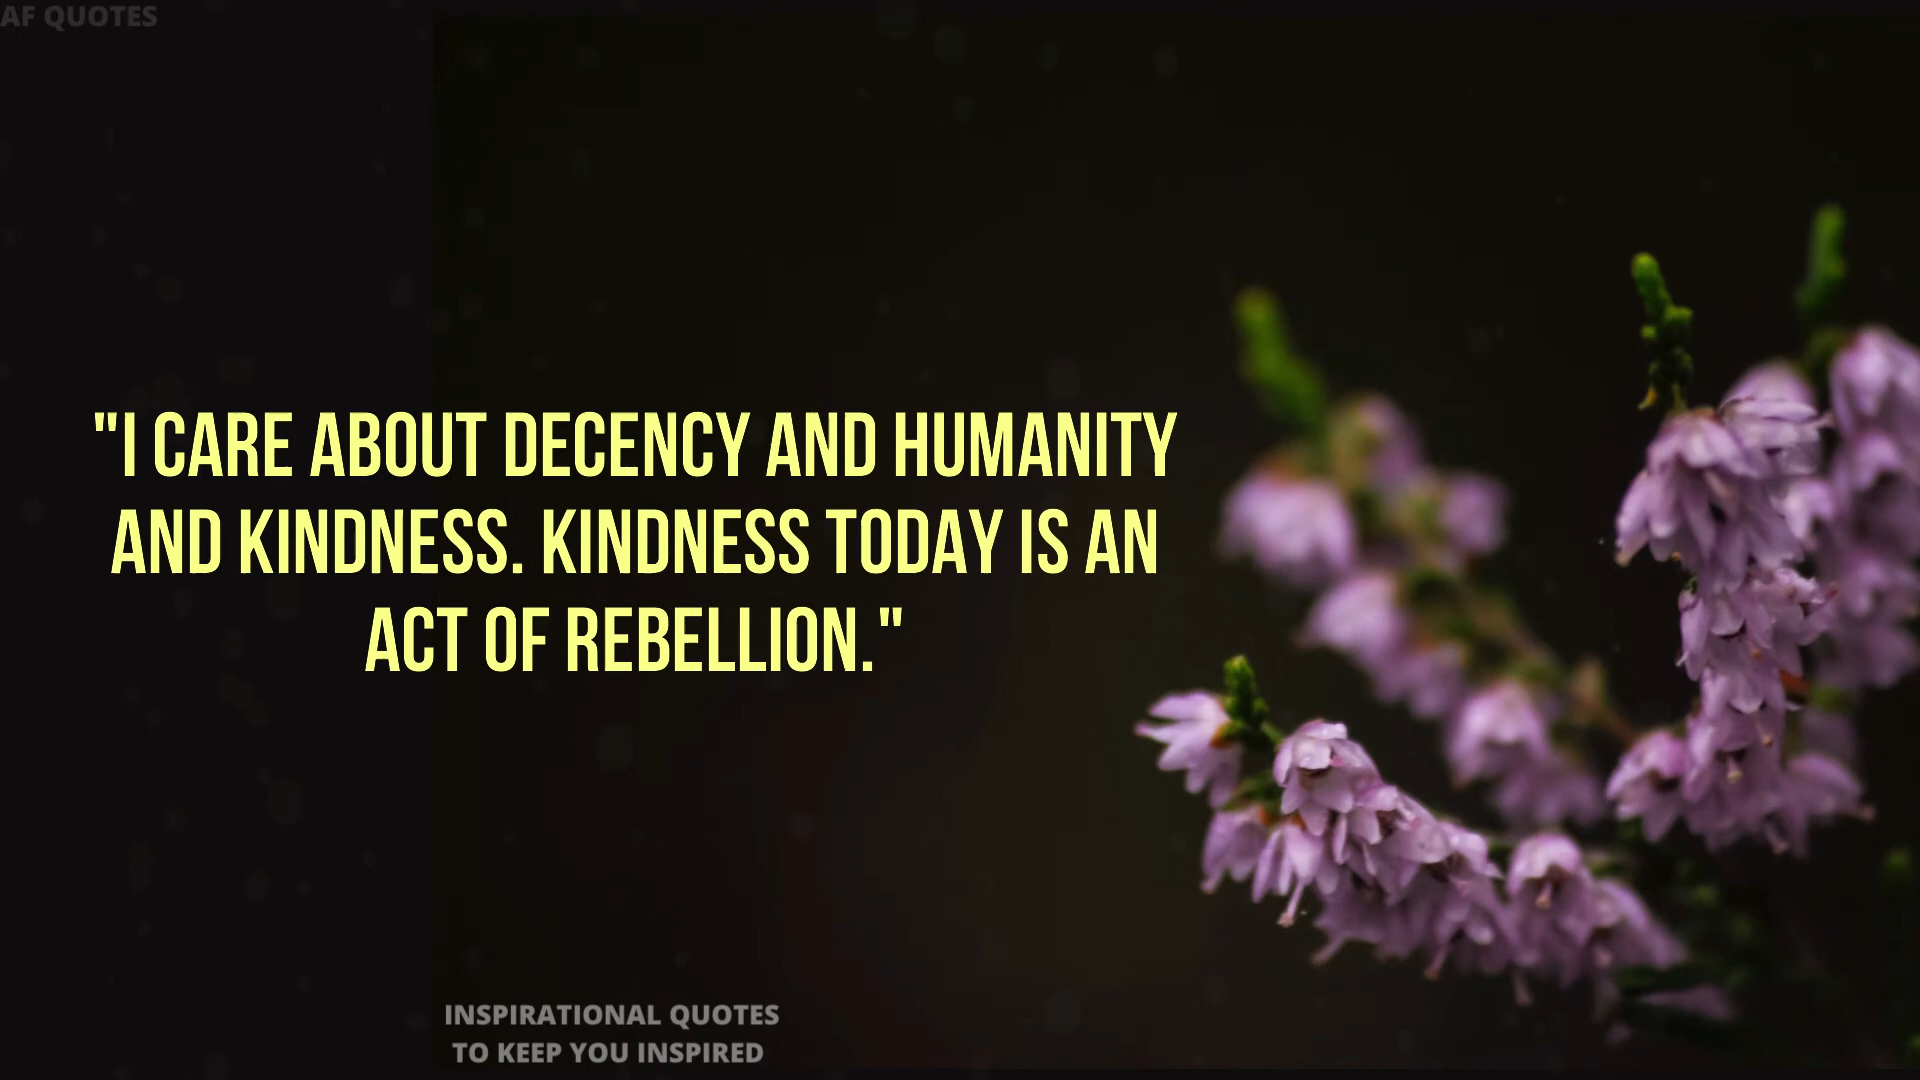 AF QUOTES
"I CARE ABOUT DECENCY AND HUMANITY
AND KINDNESS. KINDNESS TODAY IS AN
ACT OF REBELLION."
INSPIRATIONAL QUOTES
TO KEEP YOU INSPIRED